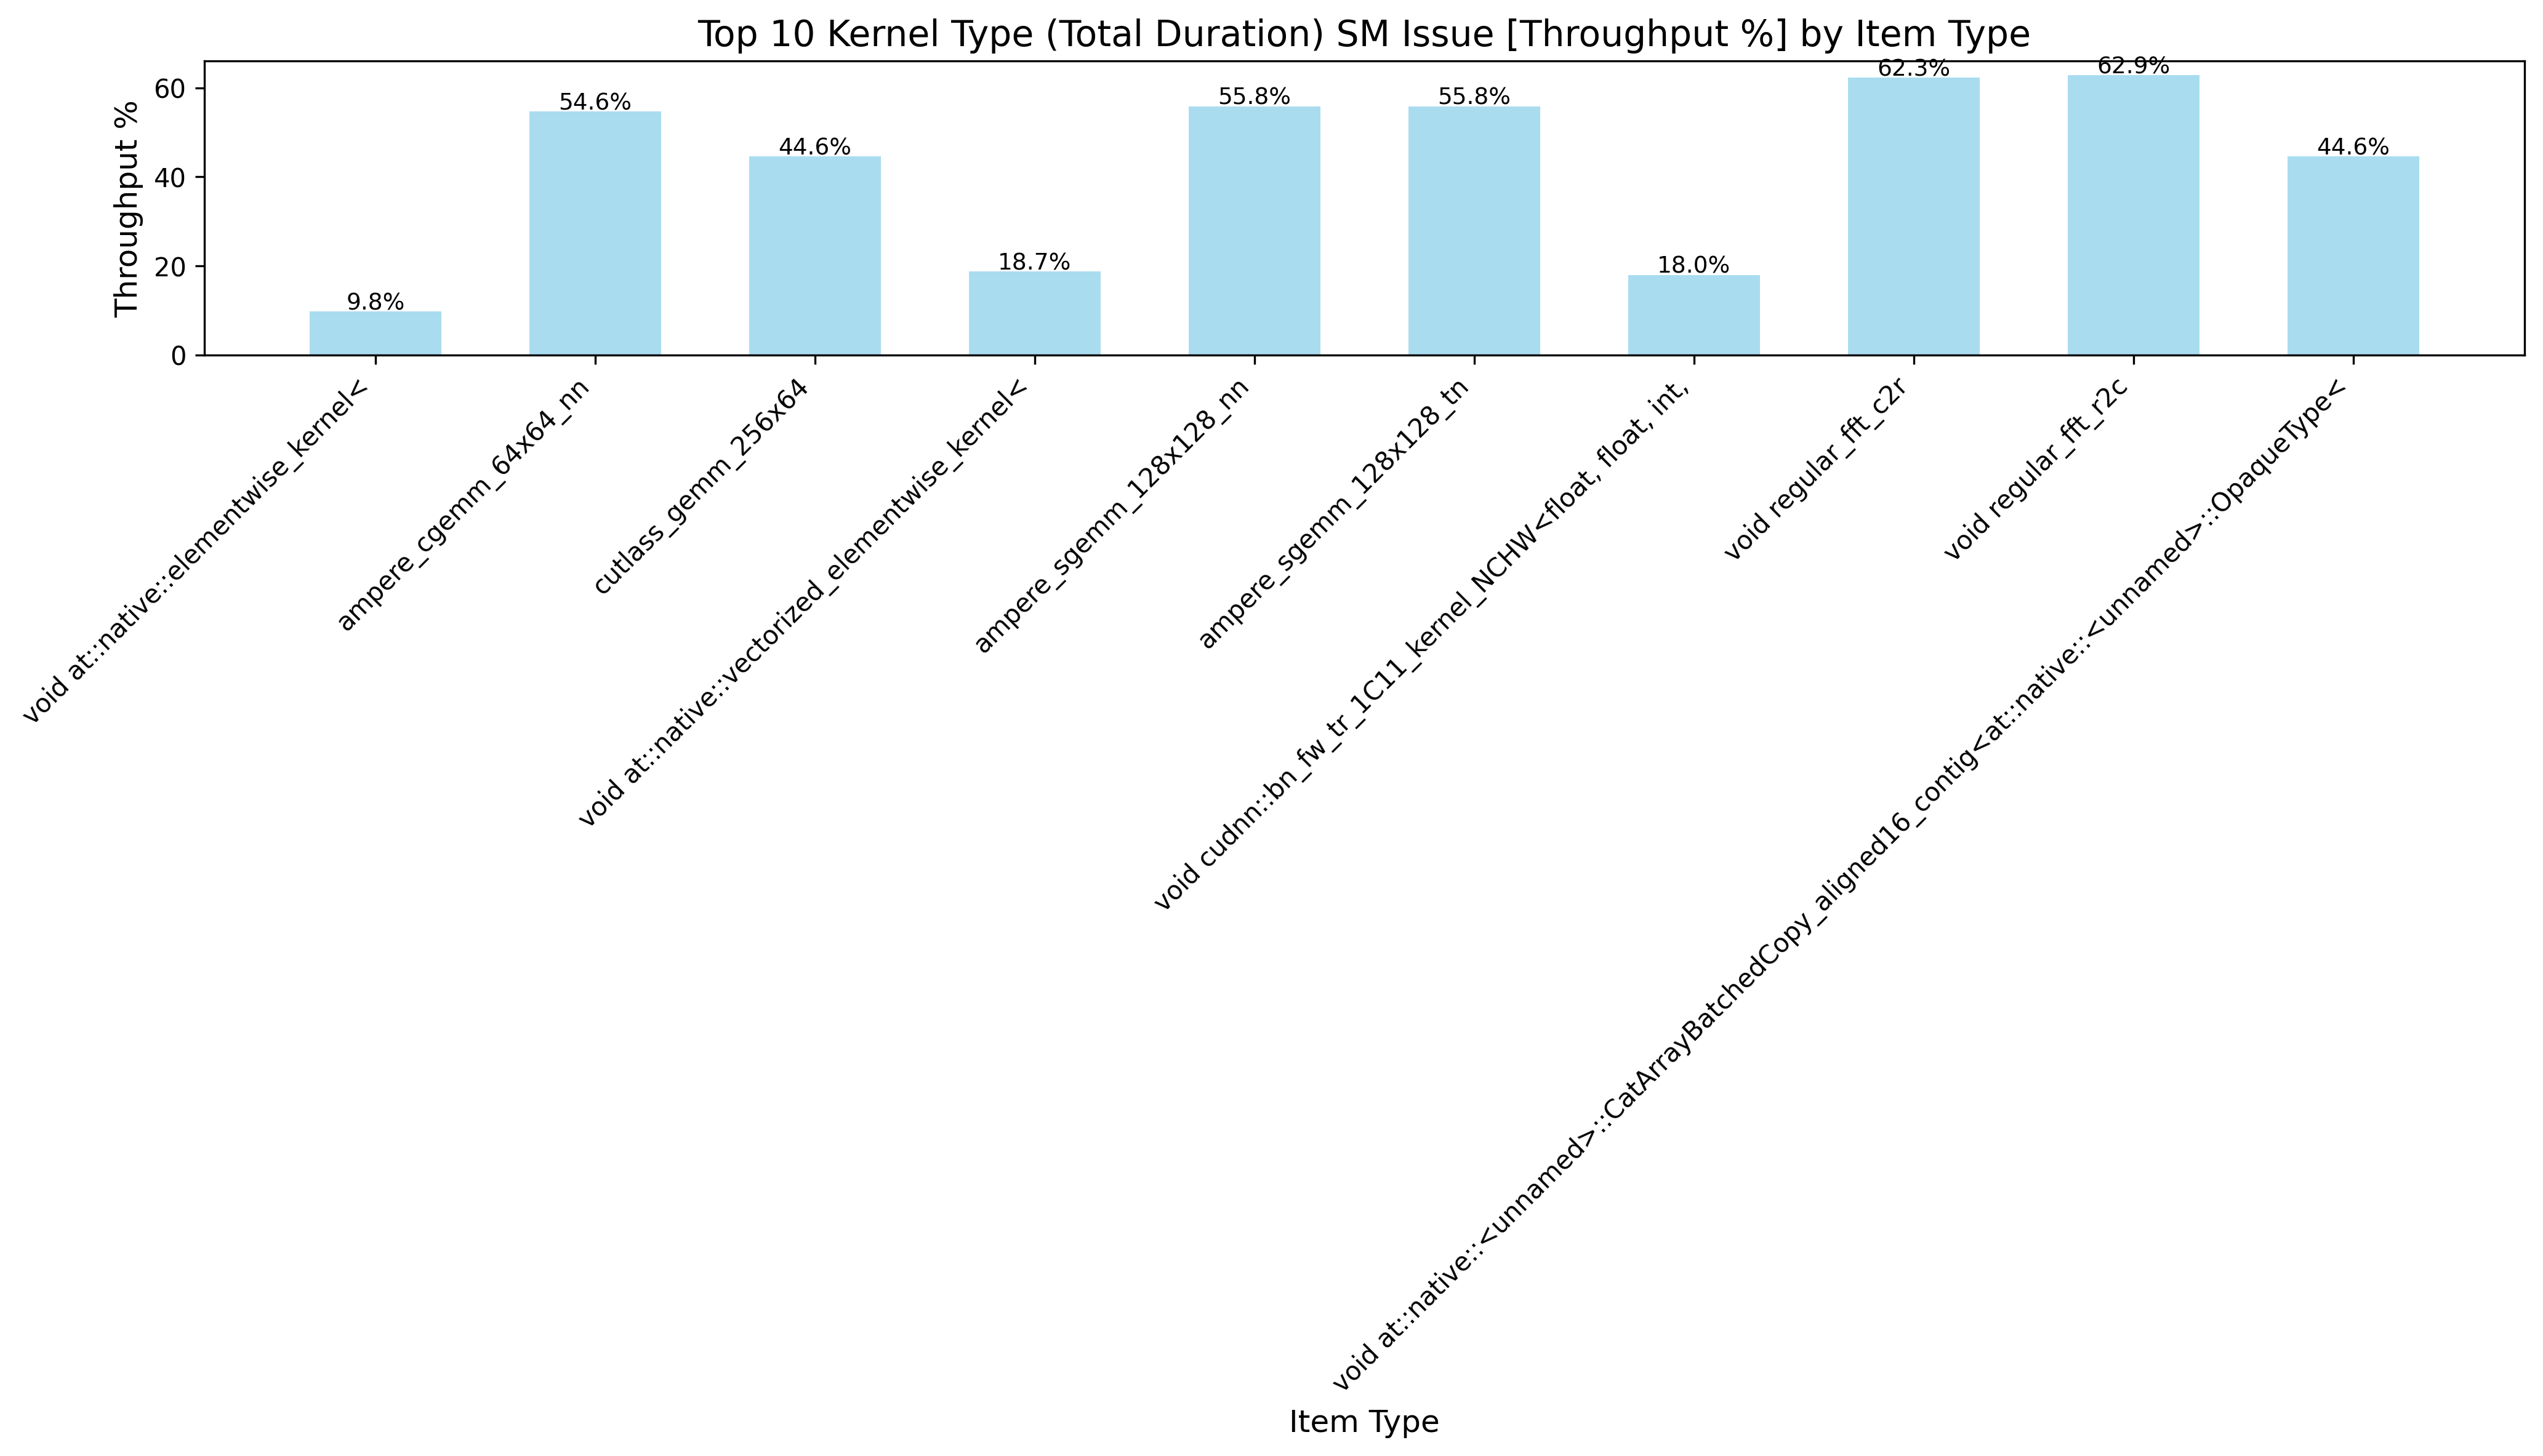 Top 10 Kernel Type (Total Duration) SM Issue [Throughput %] by Item Type
Throughput %
60
40
20
0
9.8%
54.6%
44.6%
18.7%
55.8%
55.8%
18.0%
62.3%
62.9%
44.6%
void at::native::elementwise_kernel<
ampere_cgemm_64x64_nn
cutlass_gemm_256x64
void at::native::vectorized_elementwise_kernel<
ampere_sgemm_128x128_nn
ampere_sgemm_128x128_tn
void cudnn::bn_fw_tr_1C11_kernel_NCHW<float, float, int,
void regular_fft_c2r
void regular_fft_r2c
void at::native::<unnamed>::CatArrayBatchedCopy_aligned16_contig<at::native::<unnamed>::OpaqueType<
Item Type